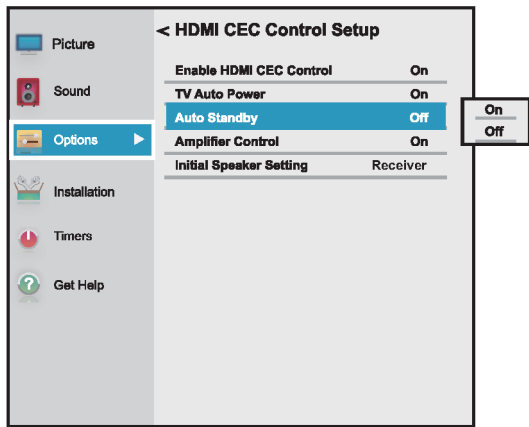 Picture
Sound
Options
Installation
Timers
Get Help
< HDMI CEC Control Setup
Enable HDMI CEC Control On
TV Auto Power On
Auto Standby Off
Amplifier Control On
Initial Speaker Setting Receiver
On
Off